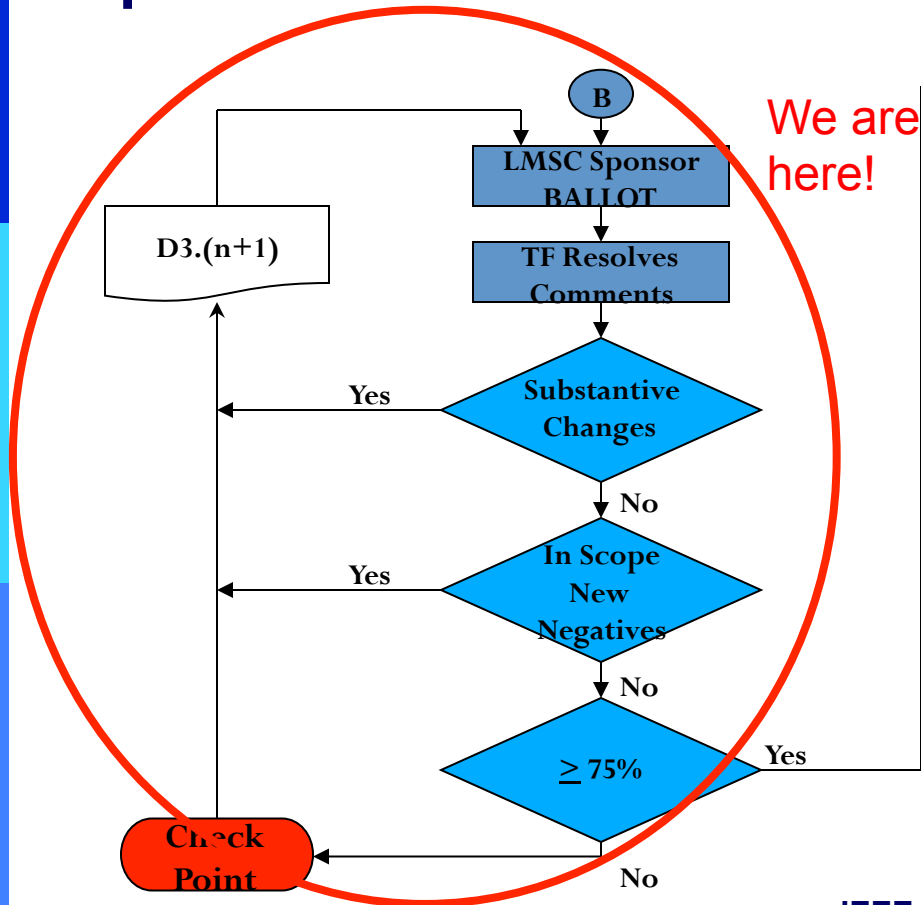 B
We are
here!
LMSC Sponsor
BALLOT
D3.(n+1)
TF Resolves
Comments
Yes
Substantive
Changes
No
Yes
In Scope
New
Negatives
No
≥ 75%
Yes
Check
Point
No